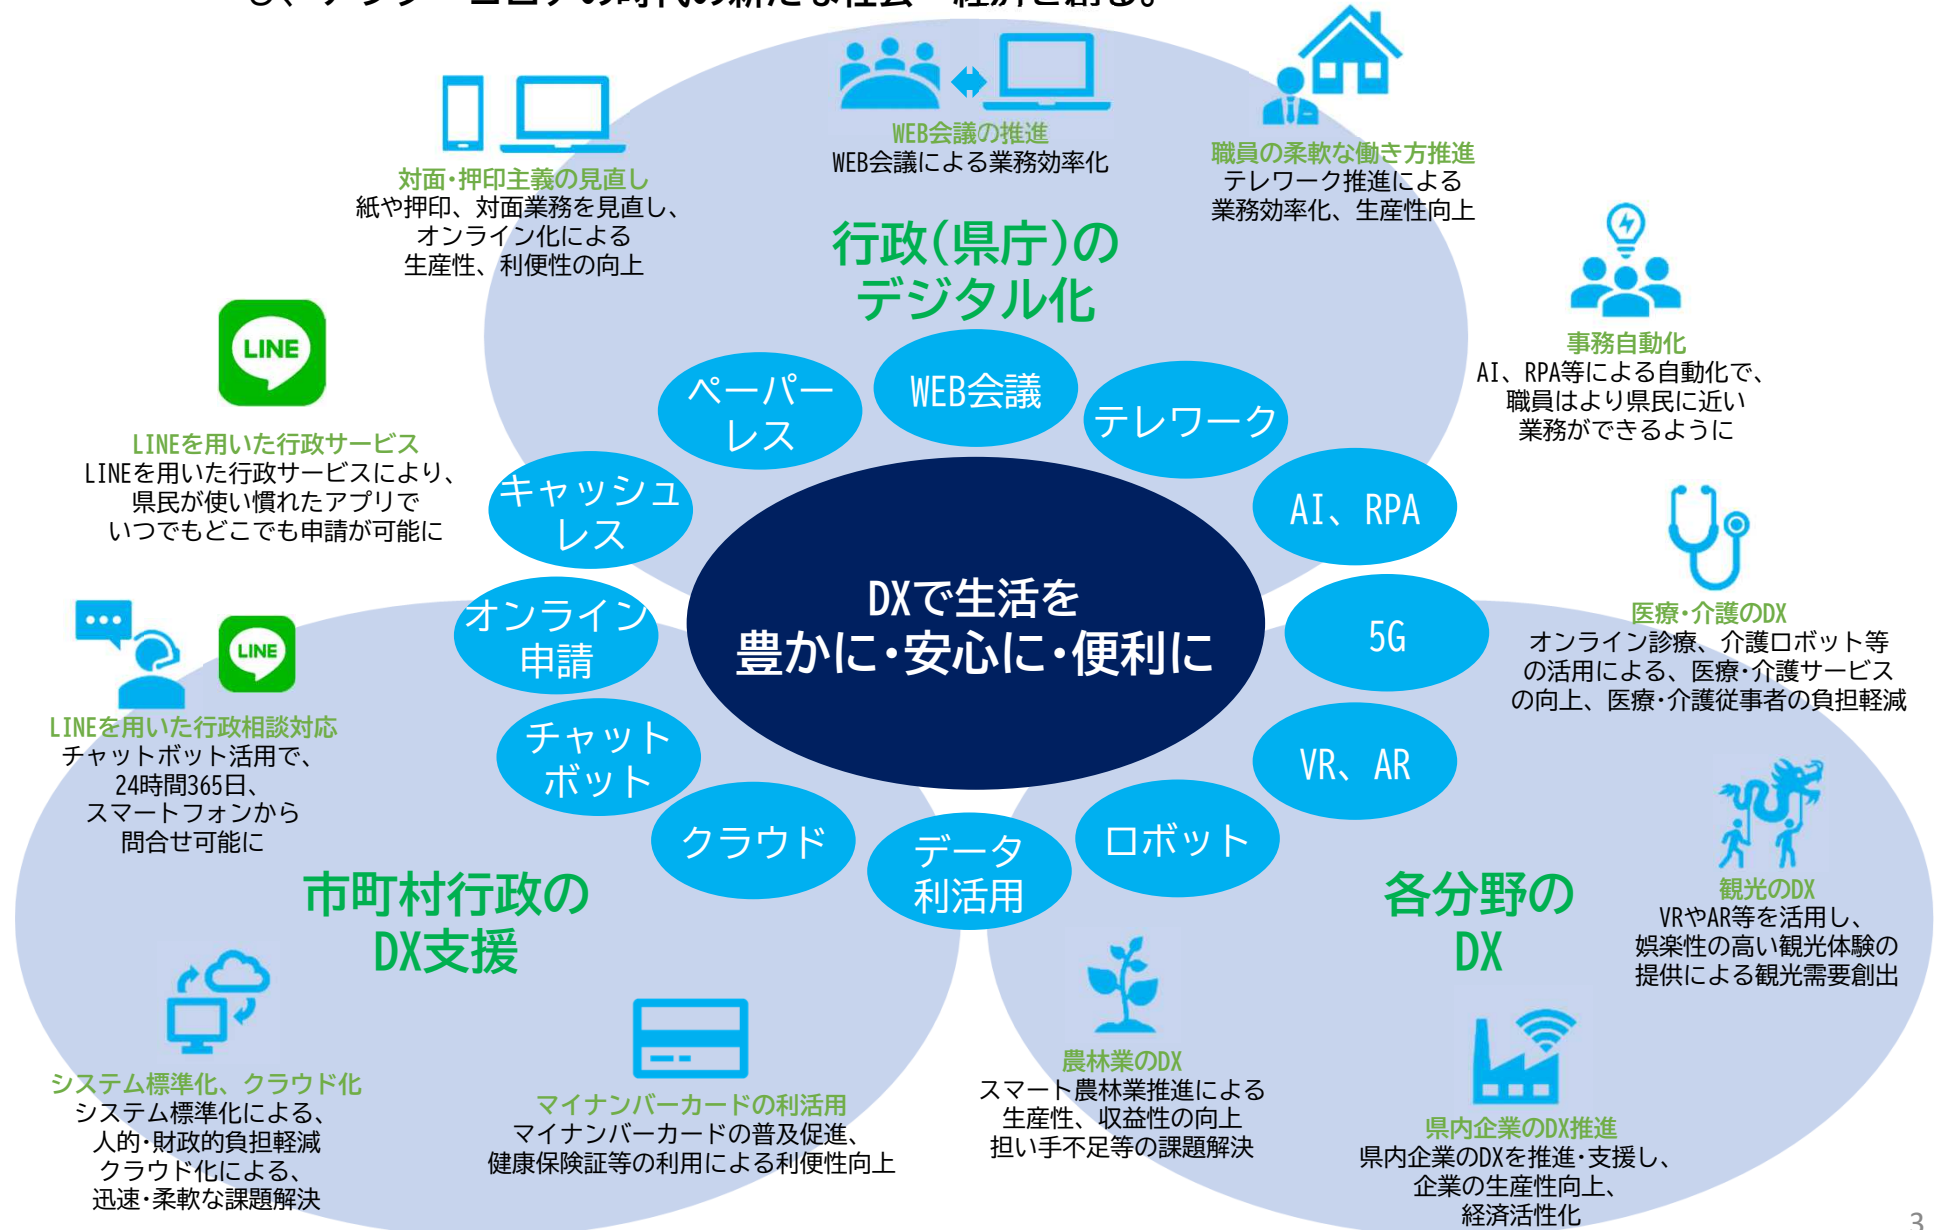 WEB会議の推進
WEB会議による業務効率化
職員の柔軟な働き方推進
テレワーク推進による
業務効率化、生産性向上
対面・押印主義の見直し
紙や押印、対面業務を見直し、
オンライン化による
生産性、利便性の向上
行政(県庁)の
デジタル化
事務自動化
AI、RPA等による自動化で、
職員はより県民に近い
業務ができるように
LINE
LINEを用いた行政サービス
LINEを用いた行政サービスにより、
県民が使い慣れたアプリで
いつでもどこでも申請が可能に
ペーパー
レス
WEB会議
テレワーク
キャッシュ
レス
AI、RPA
オンライン
申請
DXで生活を
豊かに・安心に・便利に
5G
チャット
ボット
VR、AR
クラウド
データ
利活用
ロボット
医療・介護のDX
オンライン診療、介護ロボット等
の活用による、医療・介護サービス
の向上、医療・介護従事者の負担軽減
LINE
LINEを用いた行政相談対応
チャットボット活用で、
24時間365日、
スマートフォンから
問合せ可能に
市町村行政の
DX支援
各分野の
DX
観光のDX
VRやAR等を活用し、
娯楽性の高い観光体験の
提供による観光需要創出
システム標準化、クラウド化
システム標準化による、
人的・財政的負担軽減
クラウド化による、
迅速・柔軟な課題解決
マイナンバーカードの利活用
マイナンバーカードの普及促進、
健康保険証等の利用による利便性向上
農林業のDX
スマート農林業推進による
生産性、収益性の向上
担い手不足等の課題解決
県内企業のDX推進
県内企業のDXを推進・支援し、
企業の生産性向上、
経済活性化
3